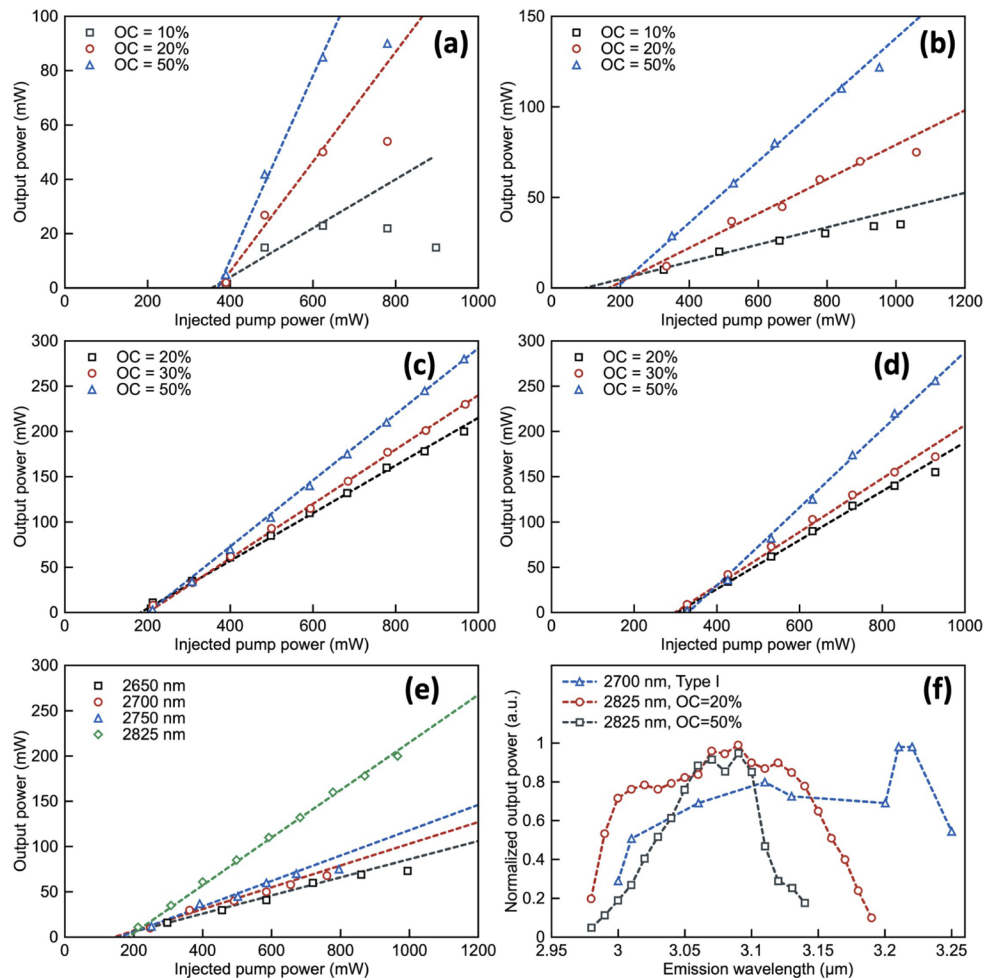 (a)
OC = 10%
OC = 20%
OC = 50%
100
80
60
40
20
0
Output power (mW)
0 200 400 600 800 1000
Injected pump power (mW)
(b)
OC = 10%
OC = 20%
OC = 50%
150
100
50
0
Output power (mW)
0 200 400 600 800 1000 1200
Injected pump power (mW)
(c)
OC = 20%
OC = 30%
OC = 50%
300
250
200
150
100
50
0
Output power (mW)
0 200 400 600 800 1000
Injected pump power (mW)
(d)
OC = 20%
OC = 30%
OC = 50%
300
250
200
150
100
50
0
Output power (mW)
0 200 400 600 800 1000
Injected pump power (mW)
(e)
2650 nm
2700 nm
2750 nm
2825 nm
300
250
200
150
100
50
0
Output power (mW)
0 200 400 600 800 1000 1200
Injected pump power (mW)
(f)
2700 nm, Type I
2825 nm, OC=20%
2825 nm, OC=50%
1
0.8
0.6
0.4
0.2
0
Normalized output power (a.u.)
2.95 3 3.05 3.1 3.15 3.2 3.25
Emission wavelength (μm)